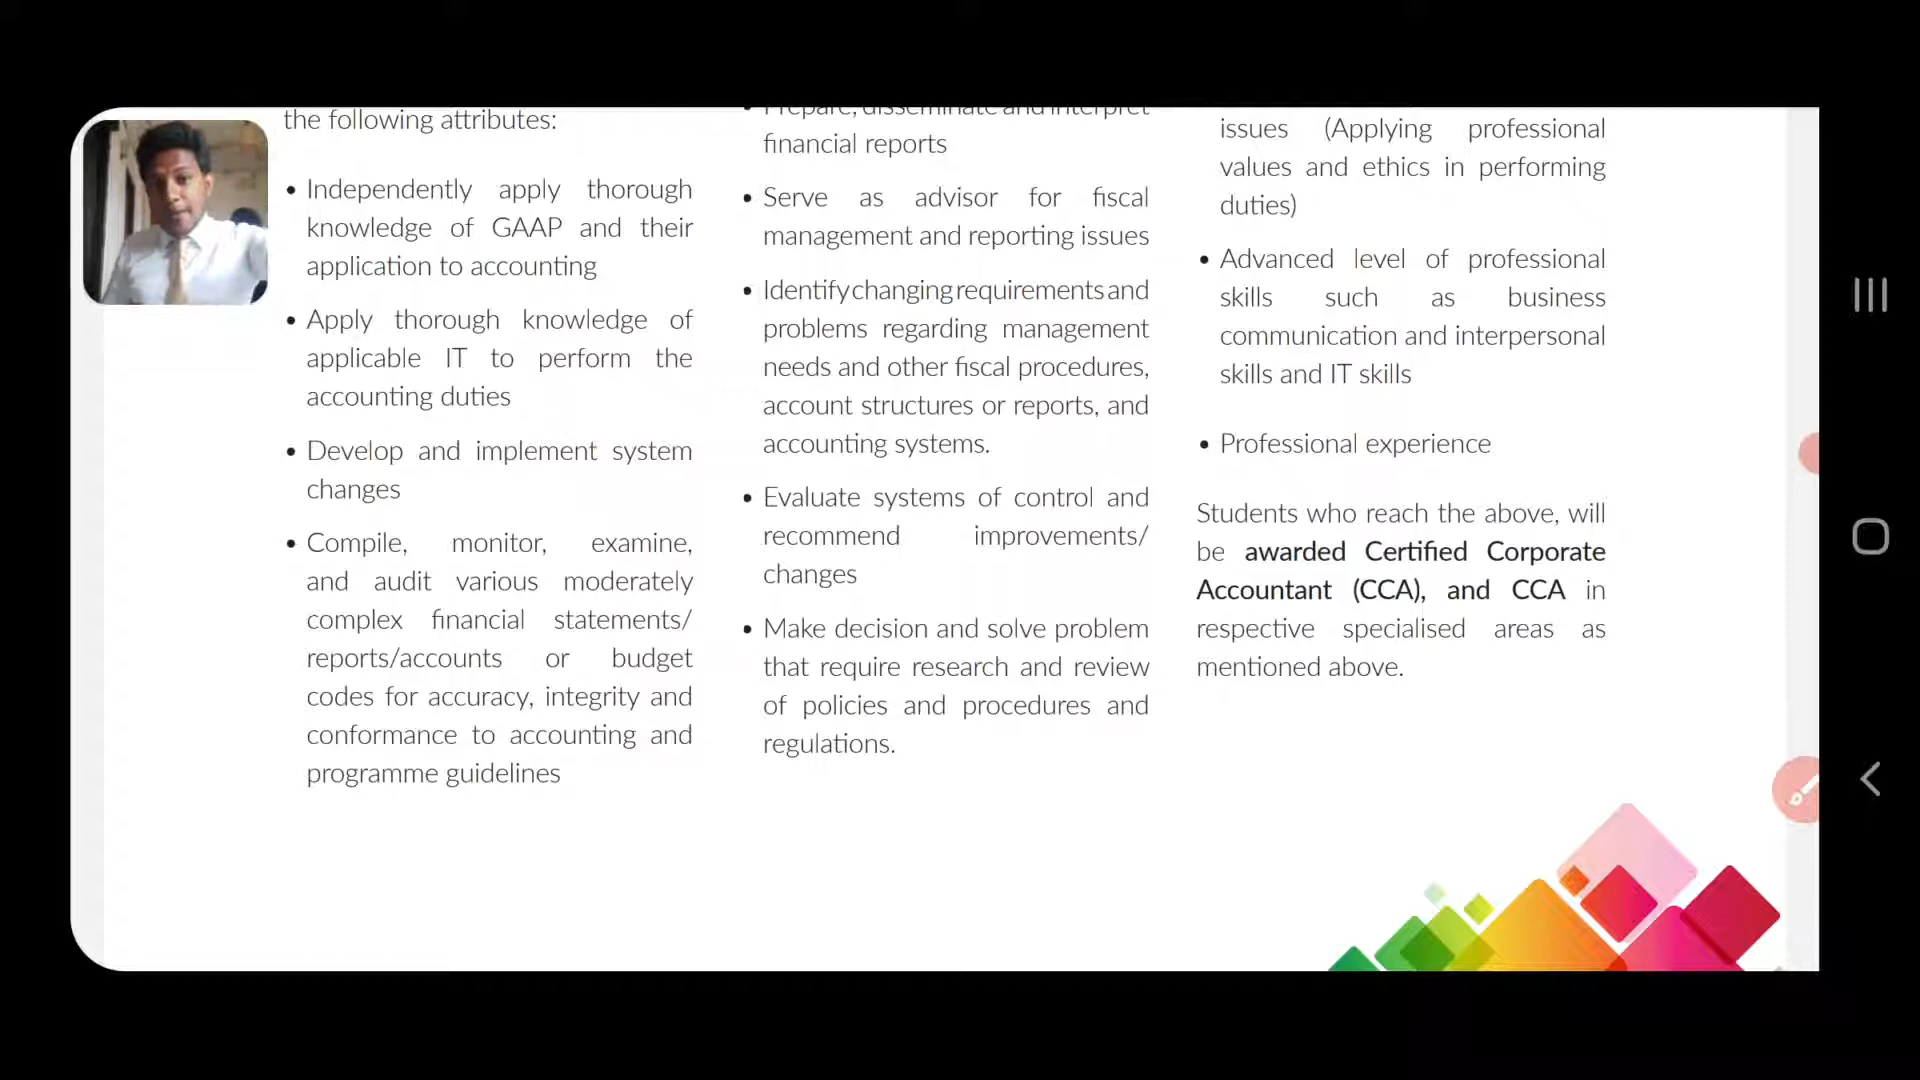 the following attributes:
• Independently apply thorough
knowledge of GAAP and their
application to accounting
• Apply thorough knowledge of
applicable IT to perform the
accounting duties
• Develop and implement system
changes
• Compile, monitor, examine,
and audit various moderately
complex financial statements/
reports/accounts or budget
codes for accuracy, integrity and
conformance to accounting and
programme guidelines
• Prepare, disseminate and interpret
financial reports
• Serve as advisor for fiscal
management and reporting issues
• Identify changing requirements and
problems regarding management
needs and other fiscal procedures,
account structures or reports, and
accounting systems.
• Evaluate systems of control and
recommend improvements/
changes
• Make decision and solve problem
that require research and review
of policies and procedures and
regulations.
issues (Applying professional
values and ethics in performing
duties)
• Advanced level of professional
skills such as business
communication and interpersonal
skills and IT skills
• Professional experience
Students who reach the above, will
be awarded Certified Corporate
Accountant (CCA), and CCA in
respective specialised areas as
mentioned above.